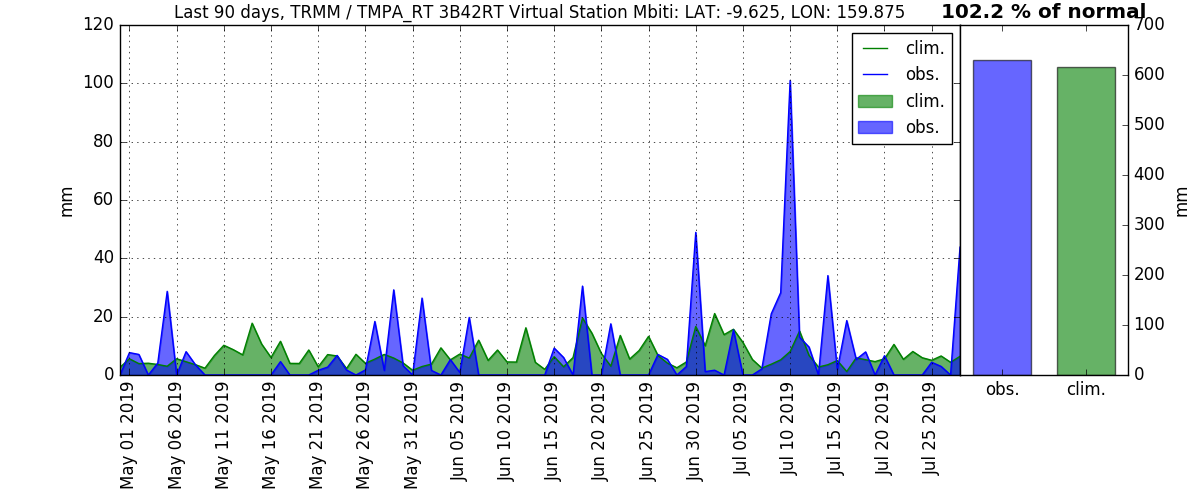 Last 90 days, TRMM / TMPA_RT 3B42RT Virtual Station Mbiti: LAT: -9.625, LON: 159.875
102.2 % of normal
120
100
80
60
40
20
0
mm
clim.
obs.
clim.
obs.
700
600
500
400
300
200
100
0
mm
May 01 2019
May 06 2019
May 11 2019
May 16 2019
May 21 2019
May 26 2019
May 31 2019
Jun 05 2019
Jun 10 2019
Jun 15 2019
Jun 20 2019
Jun 25 2019
Jun 30 2019
Jul 05 2019
Jul 10 2019
Jul 15 2019
Jul 20 2019
Jul 25 2019
obs.
clim.